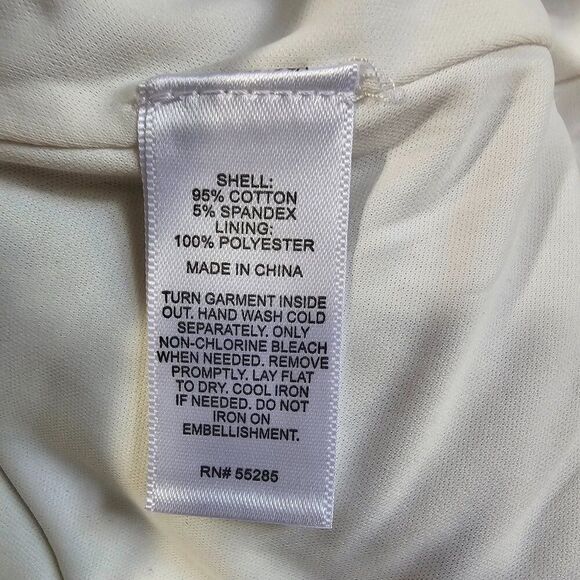 SHELL:
95% COTTON
5% SPANDEX
LINING:
100% POLYESTER
MADE IN CHINA
TURN GARMENT INSIDE
OUT. HAND WASH COLD
SEPARATELY. ONLY
NON-CHLORINE BLEACH
WHEN NEEDED. REMOVE
PROMPTLY. LAY FLAT
TO DRY. COOL IRON
IF NEEDED. DO NOT
IRON ON
EMBELLISHMENT.
RN# 55285